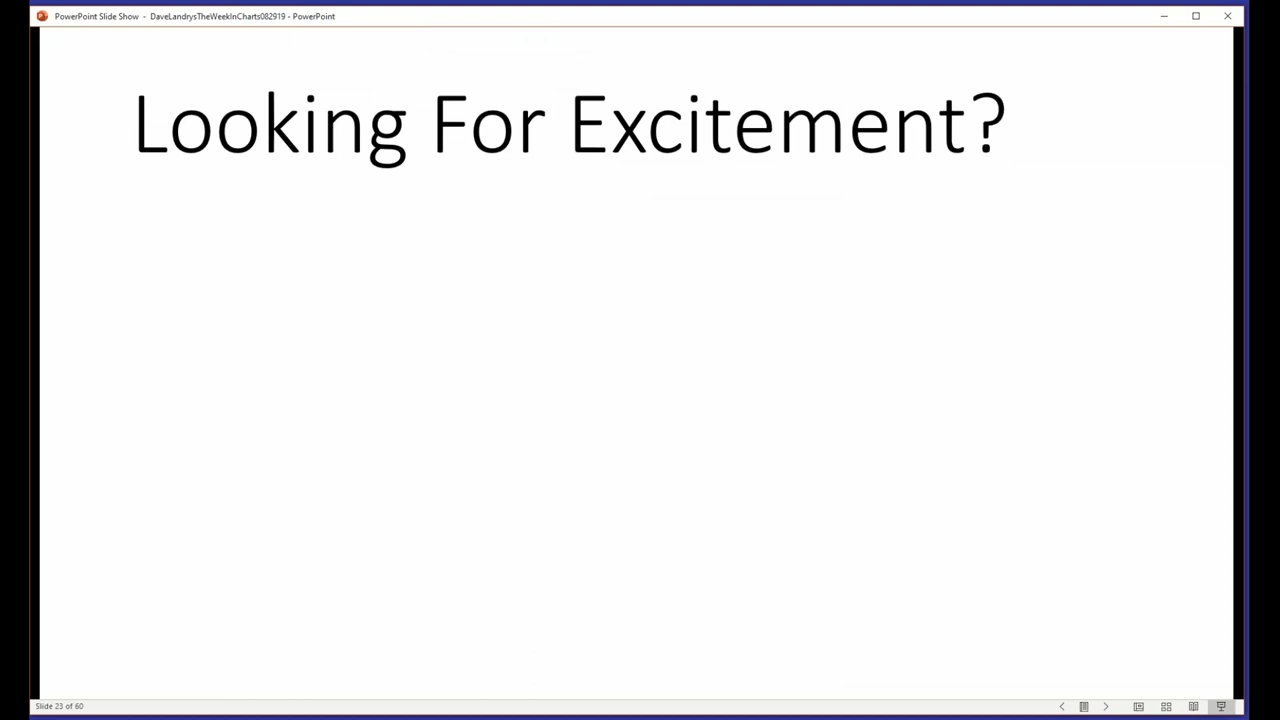 PowerPoint Slide Show - DaveLandrysTheWeekInCharts082919 - PowerPoint
Looking For Excitement?
Slide 23 of 60